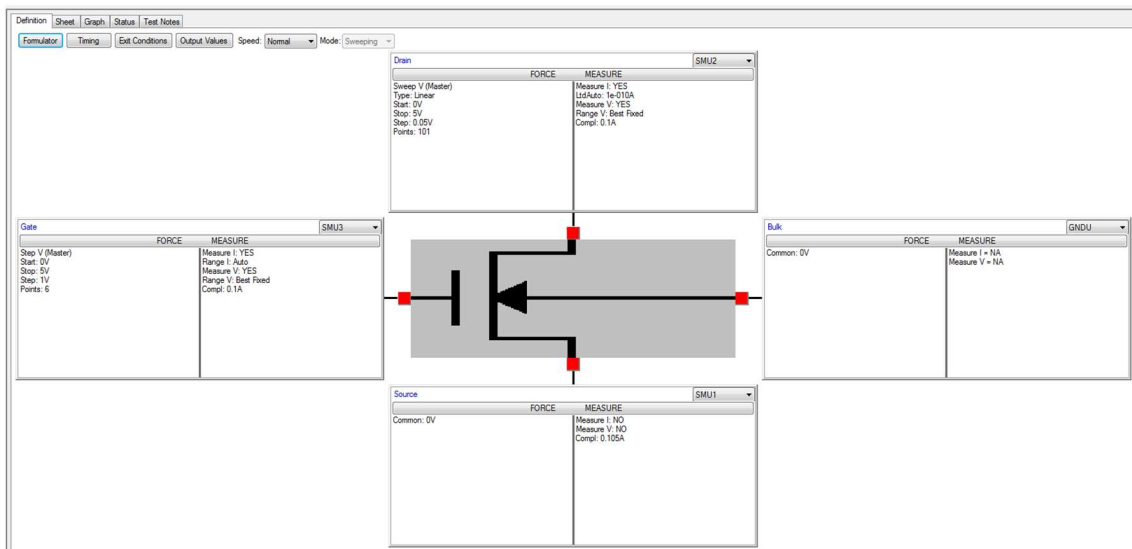 Definition Sheet Graph Status Test Notes
Formulator Timing Exit Conditions Output Values Speed: Normal Mode: Sweeping
Drain SMU2
FORCE MEASURE
Sweep V (Master)
Type: Linear
Start: 0V
Stop: 5V
Step: 0.05V
Points: 101
Measure I: YES
LtdAuto: 1e-010A
Measure V: YES
Range V: Best Fixed
Compl: 0.1A
Gate SMU3
FORCE MEASURE
Step V (Master)
Start: 0V
Stop: 5V
Step: 1V
Points: 6
Measure I: YES
Range I: Auto
Measure V: YES
Range V: Best Fixed
Compl: 0.1A
Bulk GNDU
FORCE MEASURE
Common: 0V
Measure I = NA
Measure V = NA
Source SMU1
FORCE MEASURE
Common: 0V
Measure I: NO
Measure V: NO
Compl: 0.105A